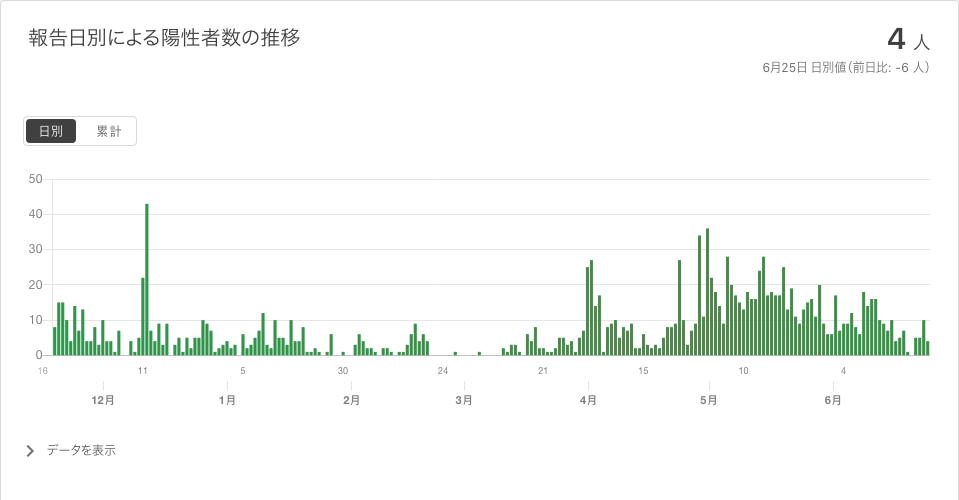 報告日別による陽性者数の推移
4 人
6月25日 日別値（前日比: -6 人）
日別 累計
50
40
30
20
10
0
16 11 5 30 24 21 15 10 4
12月 1月 2月 3月 4月 5月 6月
データを表示